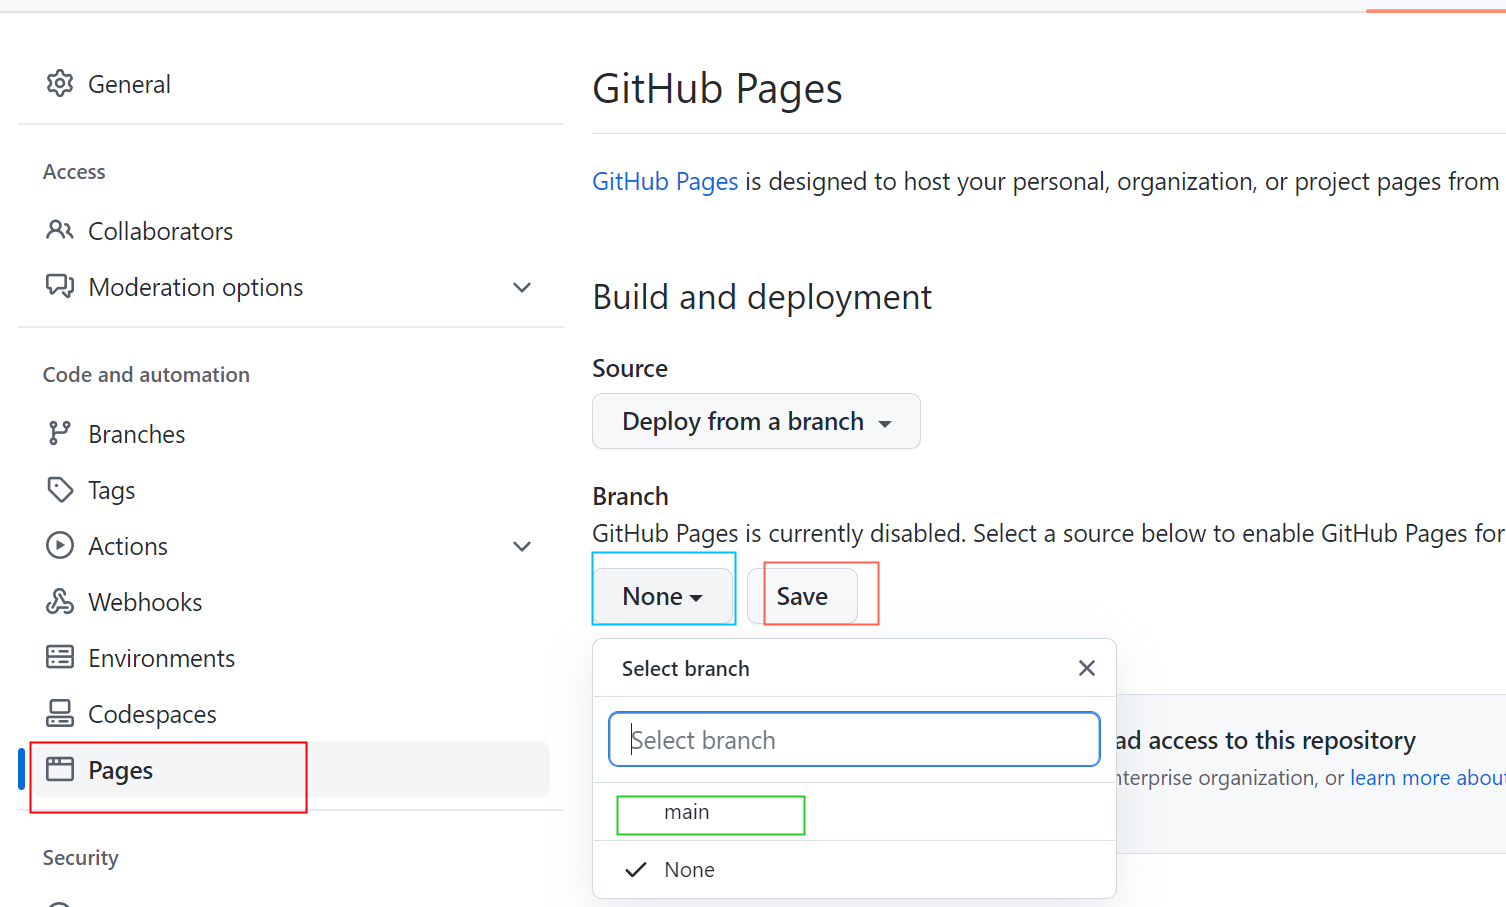 General
Access
Collaborators
Moderation options
Code and automation
Branches
Tags
Actions
Webhooks
Environments
Codespaces
Pages
Security
GitHub Pages
GitHub Pages is designed to host your personal, organization, or project pages from
Build and deployment
Source
Deploy from a branch
Branch
GitHub Pages is currently disabled. Select a source below to enable GitHub Pages for
None Save
Select branch
Select branch
main
None
ad access to this repository
nterprise organization, or learn more about